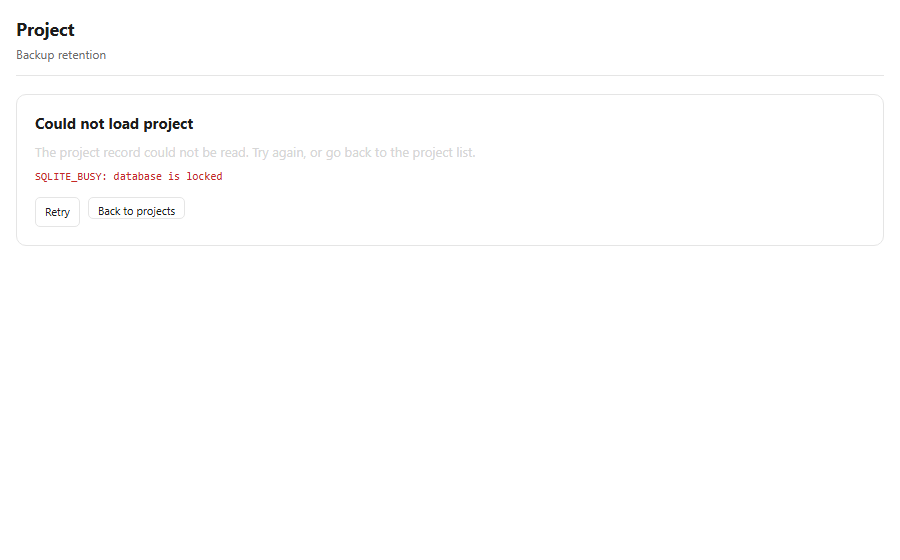 Project
Backup retention
Could not load project
The project record could not be read. Try again, or go back to the project list.
SQLITE_BUSY: database is locked
Retry
Back to projects